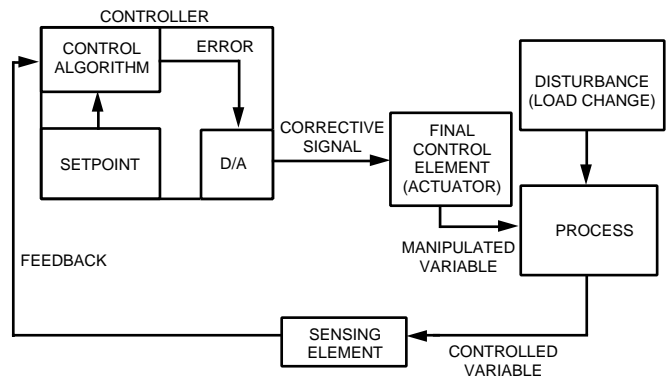 CONTROLLER
CONTROL
ALGORITHM
ERROR
SETPOINT
D/A
CORRECTIVE
SIGNAL
FINAL
CONTROL
ELEMENT
(ACTUATOR)
DISTURBANCE
(LOAD CHANGE)
PROCESS
MANIPULATED
VARIABLE
FEEDBACK
SENSING
ELEMENT
CONTROLLED
VARIABLE